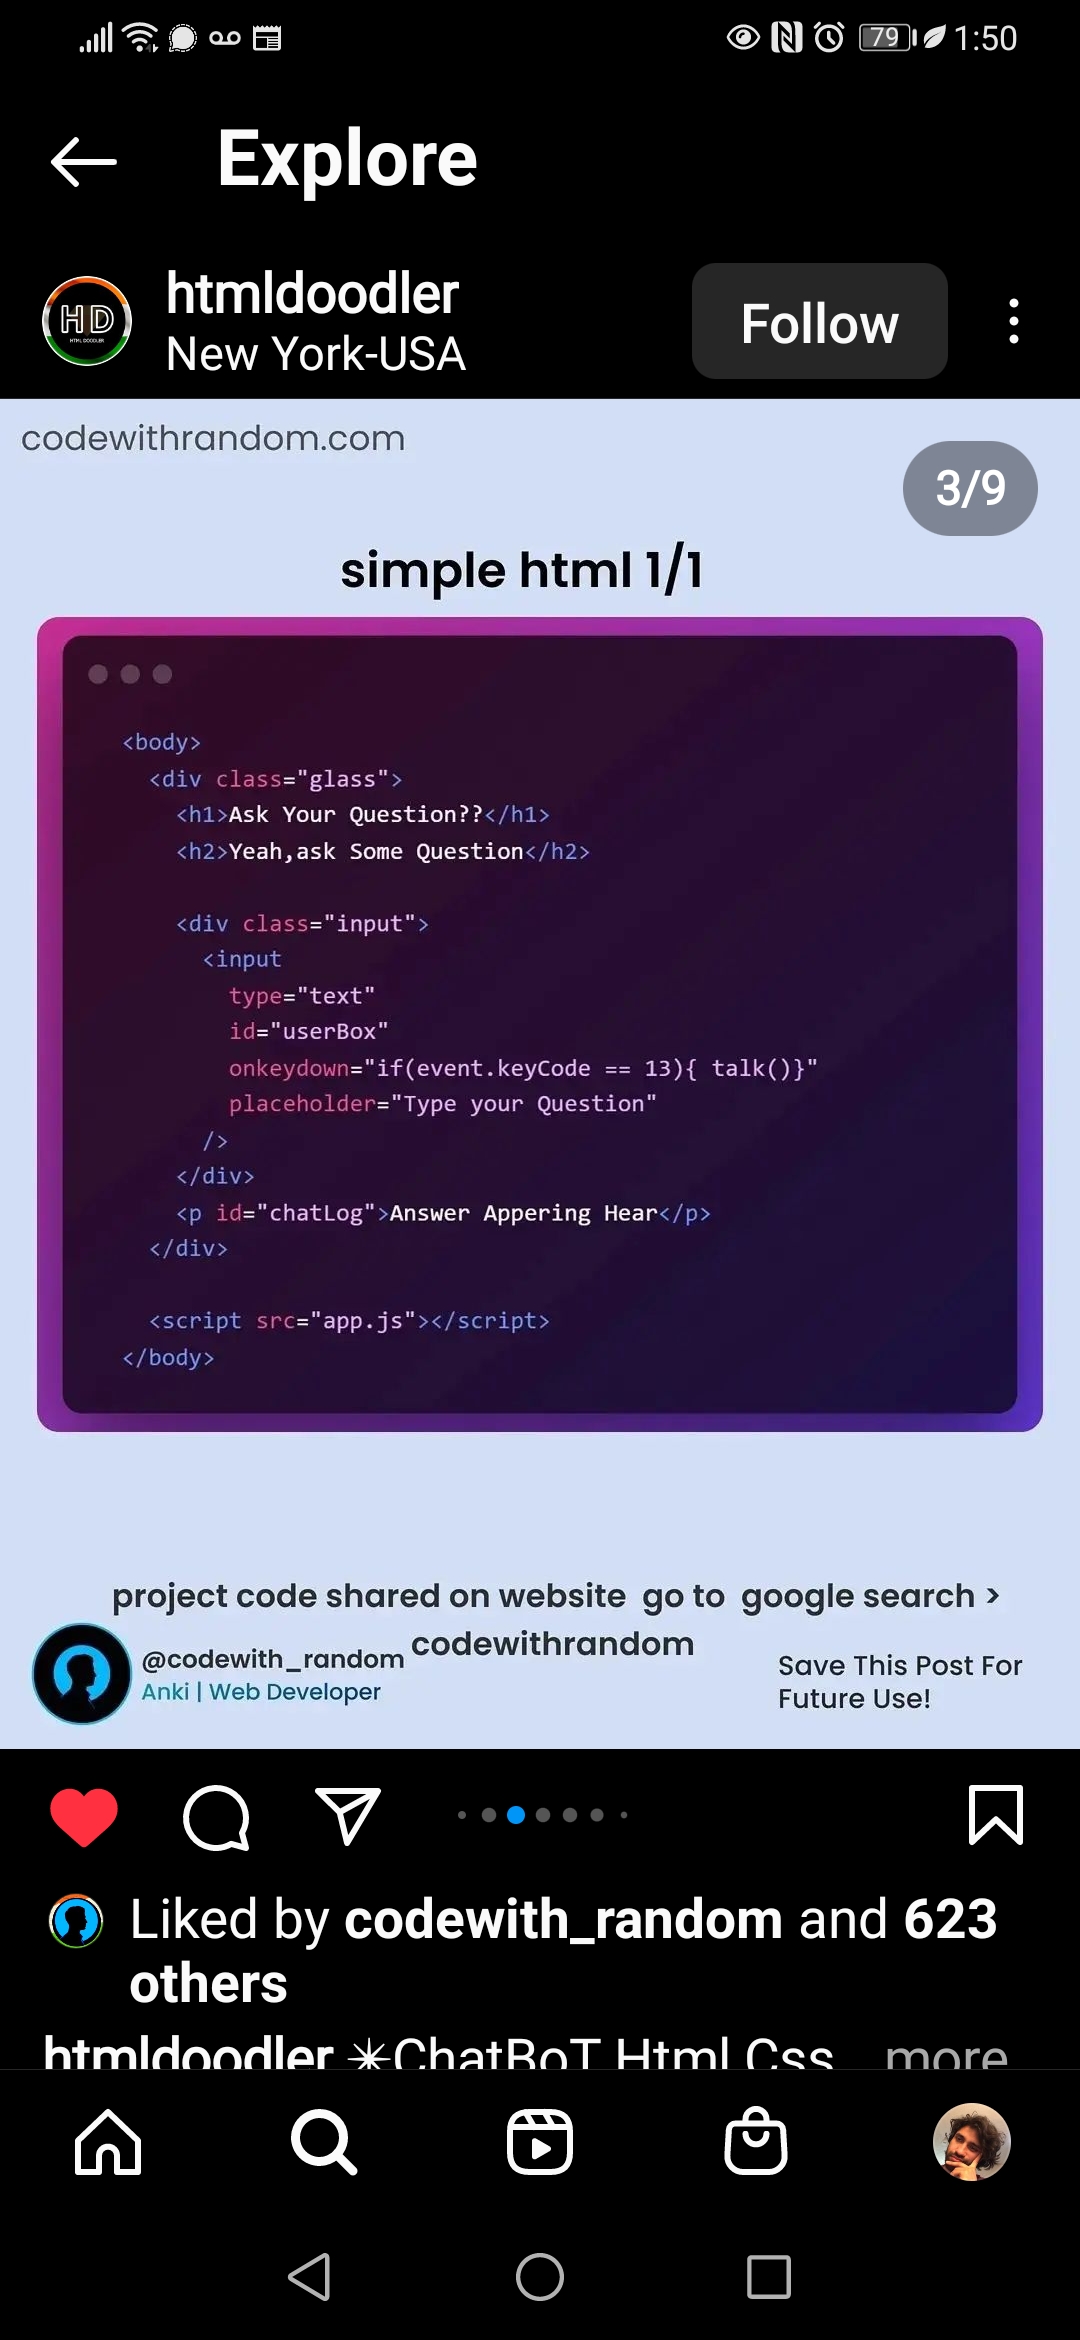 79 1:50
Explore
HD
HTML DOODLER
htmldoodler
New York-USA
Follow
codewithrandom.com
3/9
simple html 1/1
<body>
<div class="glass">
<h1>Ask Your Question??</h1>
<h2>Yeah,ask Some Question</h2>
<div class="input">
<input
type="text"
id="userBox"
onkeydown="if(event.keyCode == 13){ talk()}"
placeholder="Type your Question"
/>
</div>
<p id="chatLog">Answer Appering Hear</p>
</div>
<script src="app.js"></script>
</body>
project code shared on website go to google search >
codewithrandom
@codewith_random
Anki | Web Developer
Save This Post For
Future Use!
Liked by codewith_random and 623
others
htmldoodler ✴ChatBoT Html Css more